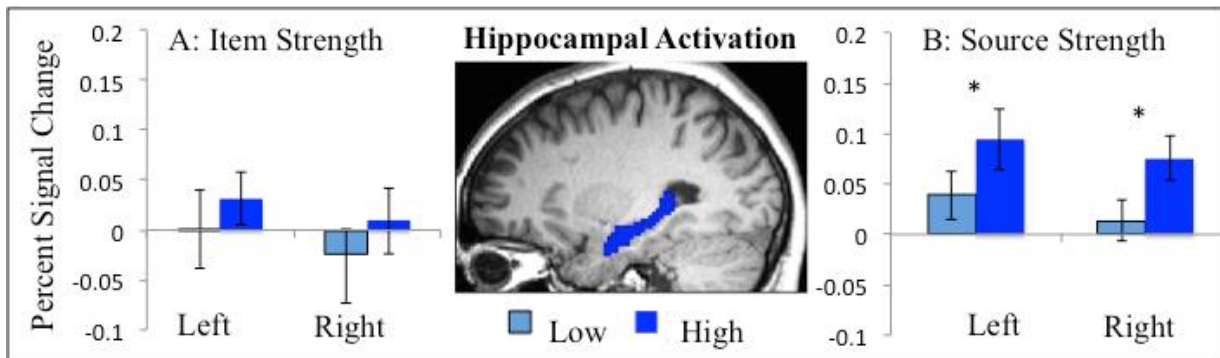 A: Item Strength
Percent Signal Change
0.2
0.15
0.1
0.05
0
-0.05
-0.1
Left
Right
Hippocampal Activation
Low
High
B: Source Strength
0.2
0.15
0.1
0.05
0
-0.05
-0.1
*
*
Left
Right